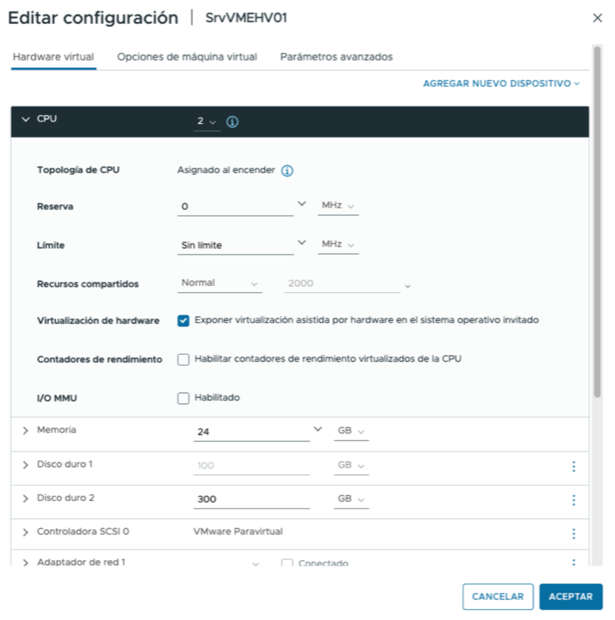 Editar configuración | SrvVMEHV01
Hardware virtual Opciones de máquina virtual Parámetros avanzados
AGREGAR NUEVO DISPOSITIVO
CPU 2
Topología de CPU Asignado al encender
Reserva 0 MHz
Límite Sin límite MHz
Recursos compartidos Normal 2000
Virtualización de hardware Exponer virtualización asistida por hardware en el sistema operativo invitado
Contadores de rendimiento Habilitar contadores de rendimiento virtualizados de la CPU
I/O MMU Habilitado
Memoria 24 GB
Disco duro 1 100 GB
Disco duro 2 300 GB
Controladora SCSI 0 VMware Paravirtual
Adaptador de red 1 Conectado
CANCELAR ACEPTAR